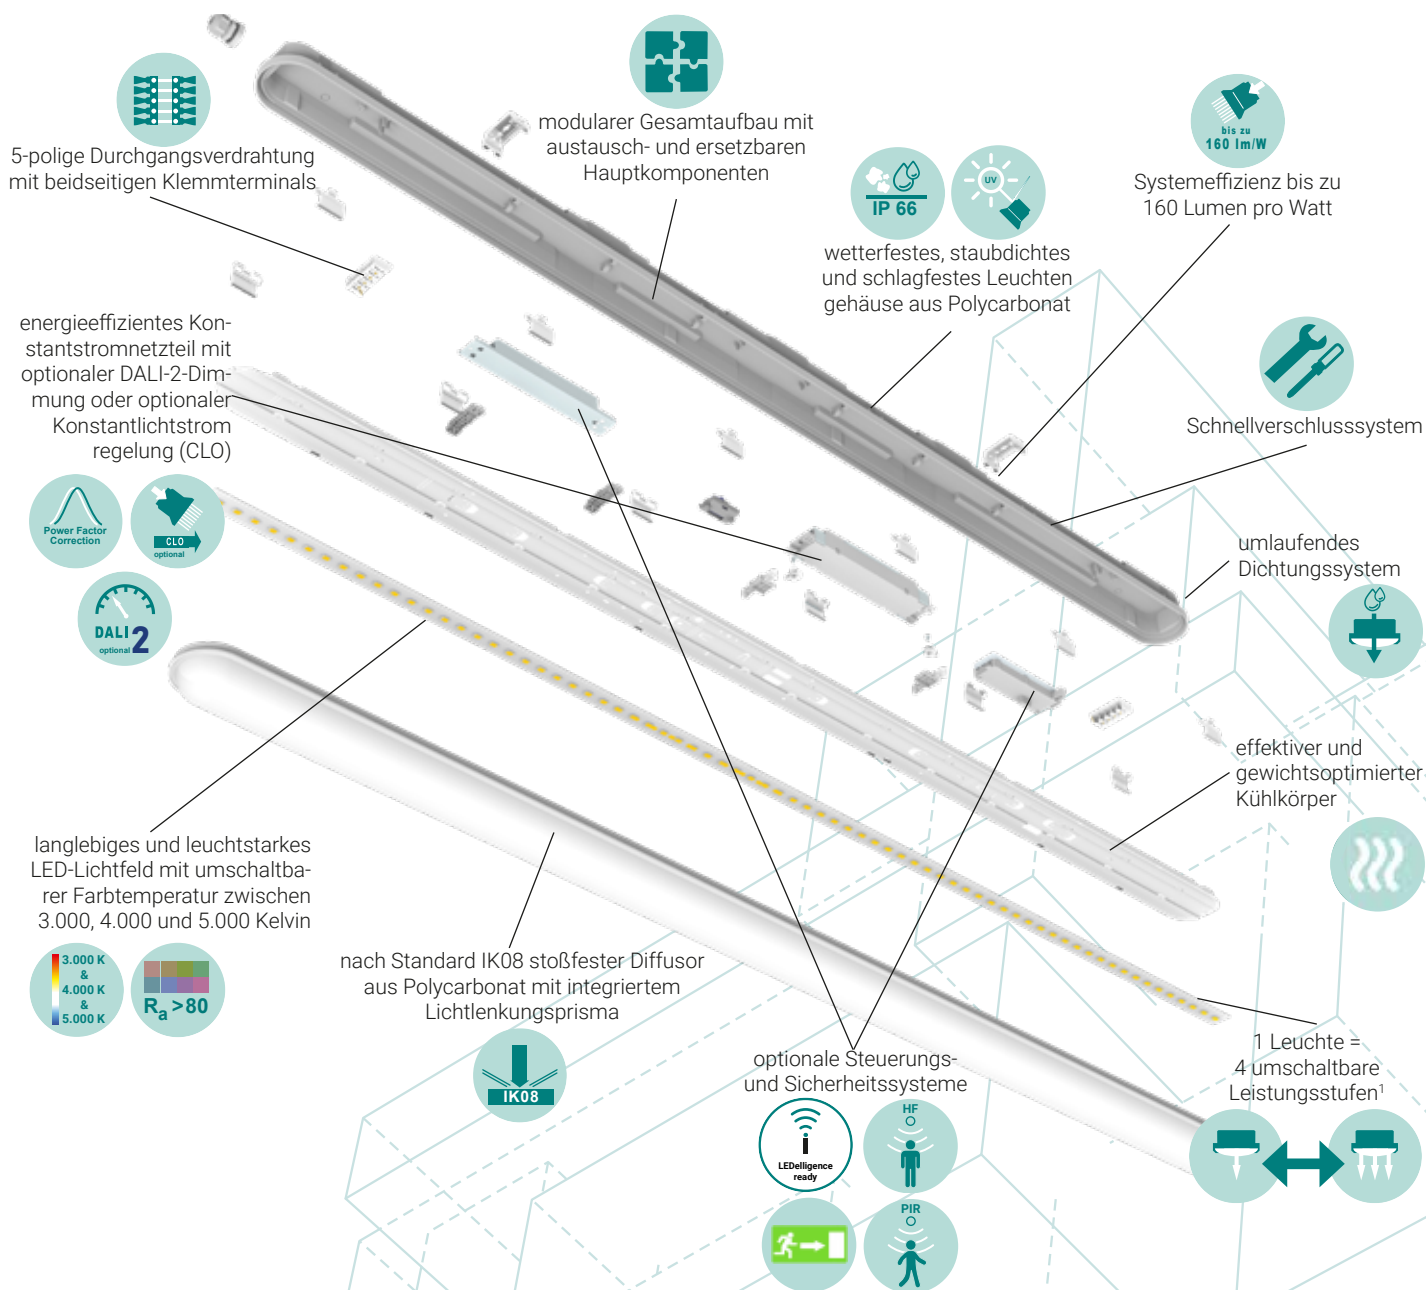 5-polige Durchgangsverdrahtung
mit beidseitigen Klemmterminals
modularer Gesamtaufbau mit
austausch- und ersetzbaren
Hauptkomponenten
IP 66
UV
wetterfestes, staubdichtes
und schlagfestes Leuchten
gehäuse aus Polycarbonat
bis zu
160 lm/W
Systemeffizienz bis zu
160 Lumen pro Watt
energieeffizientes Kon-
stantstromnetzteil mit
optionaler DALI-2-Dim-
mung oder optionaler
Konstantlichtstrom
regelung (CLO)
Power Factor
Correction
CLO
optional
DALI 2
optional
Schnellverschlusssystem
umlaufendes
Dichtungssystem
effektiver und
gewichtsoptimierter
Kühlkörper
langlebiges und leuchtstarkes
LED-Lichtfeld mit umschaltba-
rer Farbtemperatur zwischen
3.000, 4.000 und 5.000 Kelvin
3.000 K
&
4.000 K
&
5.000 K
Ra >80
nach Standard IK08 stoßfester Diffusor
aus Polycarbonat mit integriertem
Lichtlenkungsprisma
IK08
optionale Steuerungs-
und Sicherheitssysteme
LEDelligence
ready
HF
PIR
1 Leuchte =
4 umschaltbare
Leistungsstufen¹